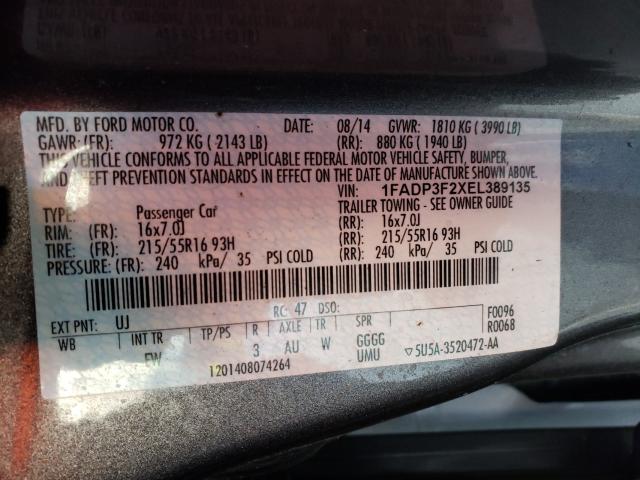 MFD. BY FORD MOTOR CO. DATE: 08/14 GVWR: 1810 KG ( 3990 LB)
GAWR: (FR): 972 KG ( 2143 LB) (RR): 880 KG ( 1940 LB)
THIS VEHICLE CONFORMS TO ALL APPLICABLE FEDERAL MOTOR VEHICLE SAFETY, BUMPER,
AND THEFT PREVENTION STANDARDS IN EFFECT ON THE DATE OF MANUFACTURE SHOWN ABOVE.
VIN: 1FADP3F2XEL389135
TYPE: Passenger Car TRAILER TOWING - SEE OWNER GUIDE
RIM: (FR): 16x7.0J (RR): 16x7.0J
TIRE: (FR): 215/55R16 93H (RR): 215/55R16 93H
PRESSURE: (FR): 240 kPa/ 35 PSI COLD (RR): 240 kPa/ 35 PSI COLD
EXT PNT: UJ RC: 47 DSO: F0096
WB INT TR TP/PS R AXLE TR SPR R0068
EW 3 AU W GGGG
UMU
1201408074264 ▽5U5A-3520472-AA